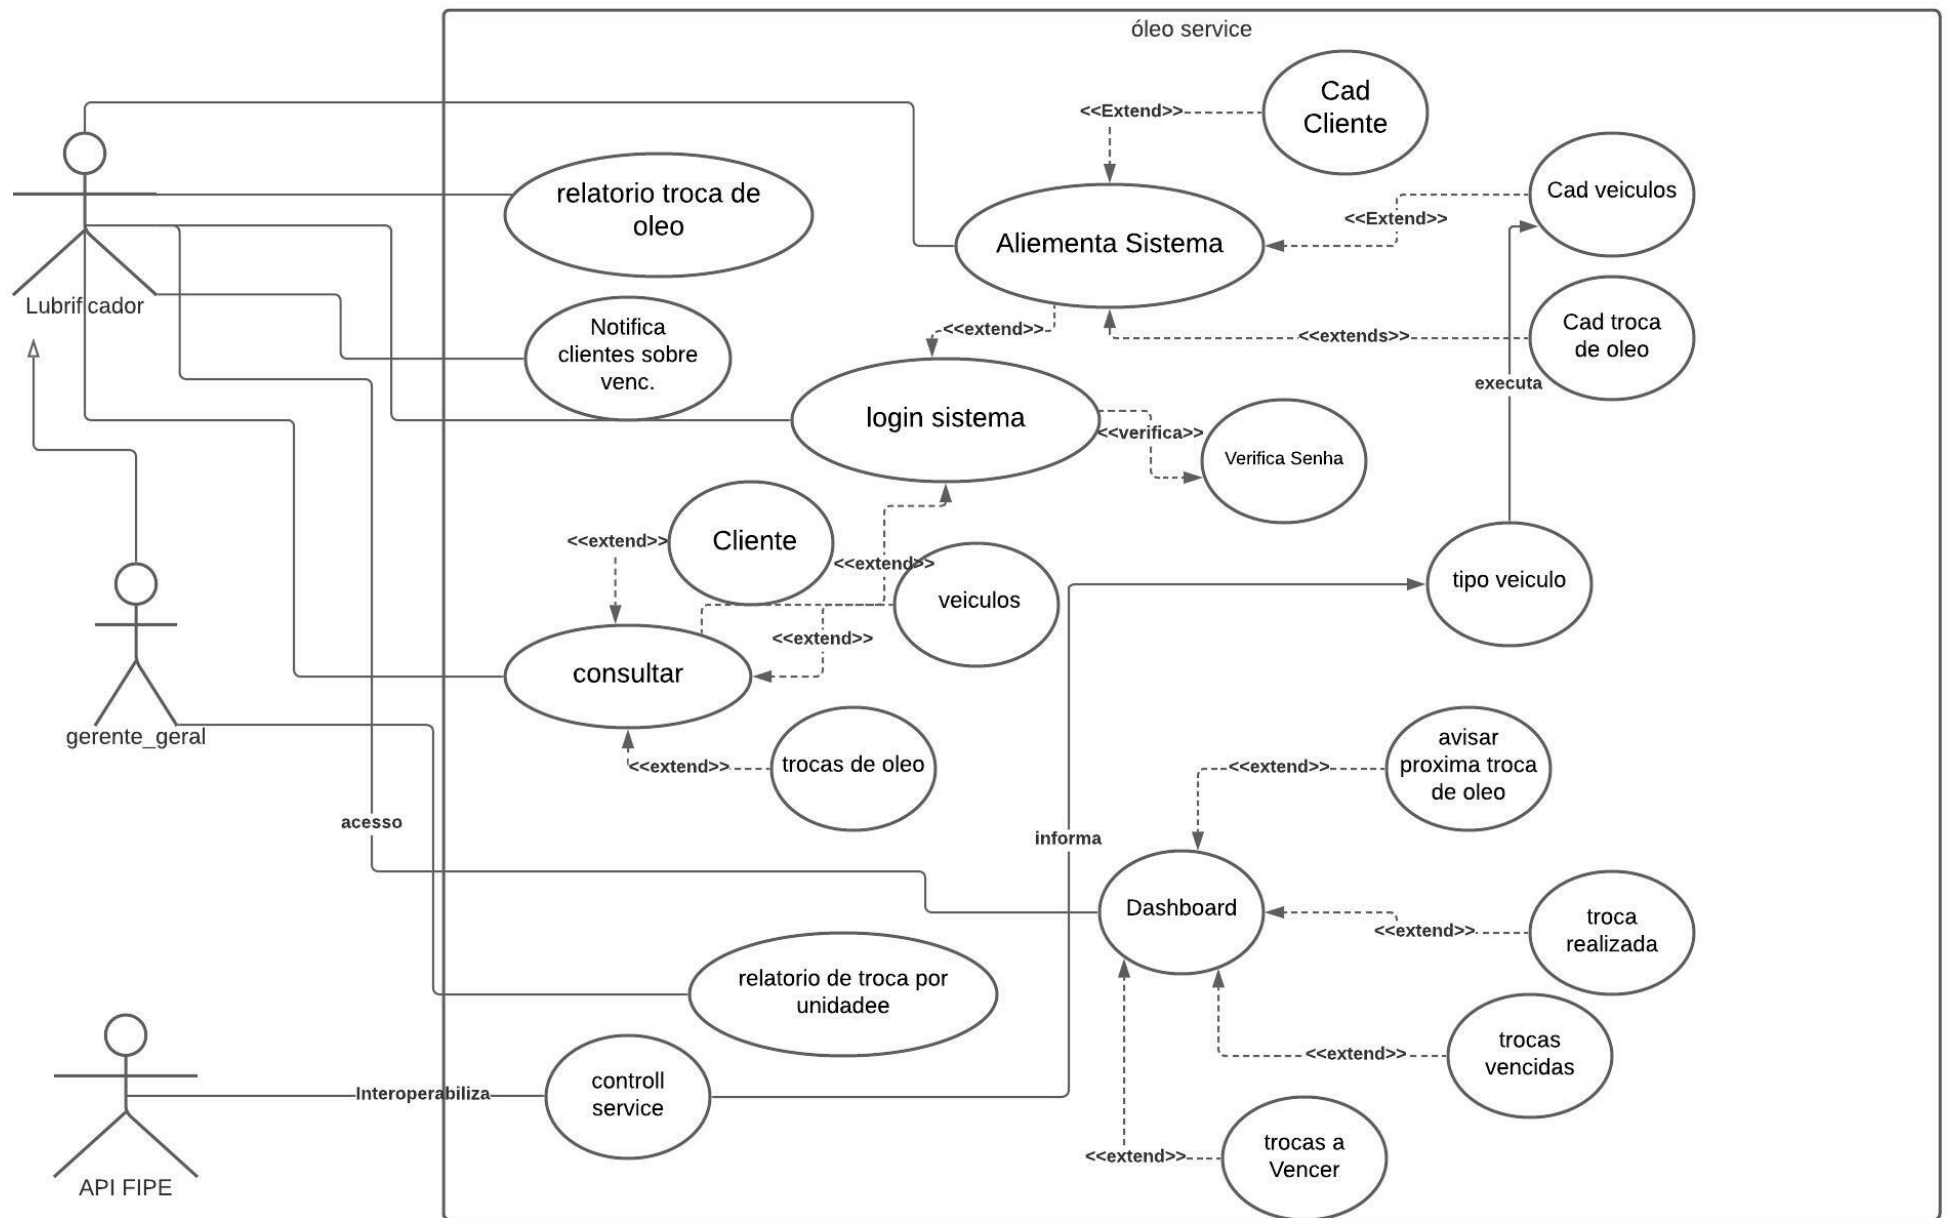 óleo service
Cad
Cliente
<<Extend>>
Cad veiculos
<<Extend>>
relatorio troca de
oleo
Aliementa Sistema
Lubrificador
Notifica
clientes sobre
venc.
<<extend>>
<<extends>>
Cad troca
de oleo
executa
login sistema
<<verifica>>
Verifica Senha
<<extend>>
Cliente
<<extend>>
veiculos
tipo veiculo
<<extend>>
consultar
gerente_geral
<<extend>>
trocas de oleo
<<extend>>
avisar
proxima troca
de oleo
acesso
informa
Dashboard
<<extend>>
troca
realizada
relatorio de troca por
unidadee
<<extend>>
trocas
vencidas
Interoperabiliza
controll
service
<<extend>>
trocas a
Vencer
API FIPE